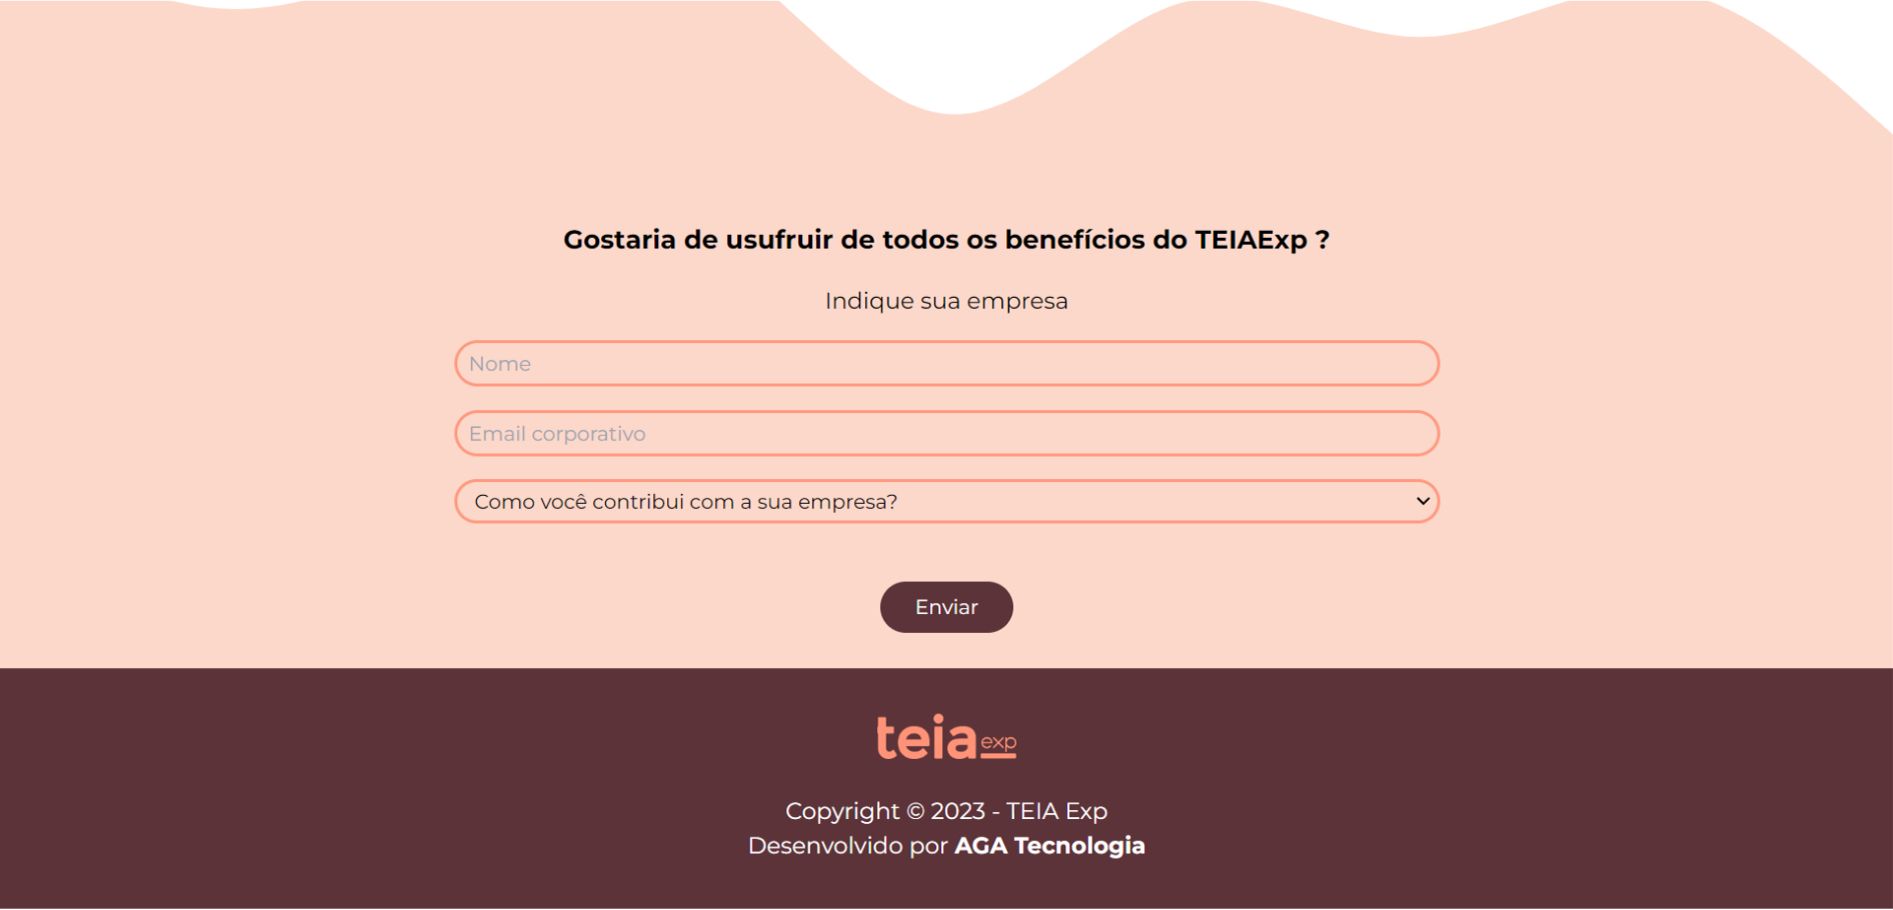 Gostaria de usufruir de todos os benefícios do TEIAExp ?
Indique sua empresa
Nome
Email corporativo
Como você contribui com a sua empresa?
Enviar
teia exp
Copyright © 2023 - TEIA Exp
Desenvolvido por AGA Tecnologia